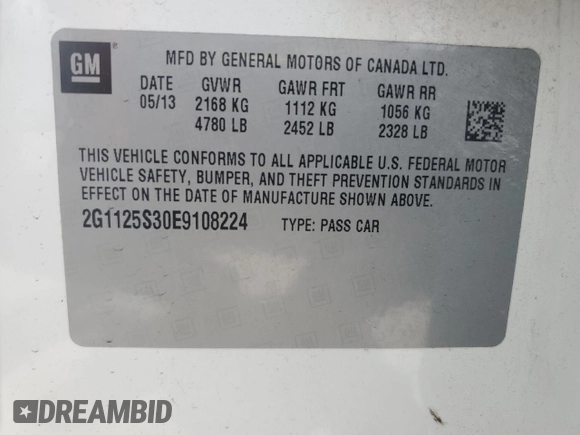 GM
MFD BY GENERAL MOTORS OF CANADA LTD.
DATE GVWR GAWR FRT GAWR RR
05/13 2168 KG 1112 KG 1056 KG
4780 LB 2452 LB 2328 LB
THIS VEHICLE CONFORMS TO ALL APPLICABLE U.S. FEDERAL MOTOR
VEHICLE SAFETY, BUMPER, AND THEFT PREVENTION STANDARDS IN
EFFECT ON THE DATE OF MANUFACTURE SHOWN ABOVE.
2G1125S30E9108224 TYPE: PASS CAR
DREAMBID